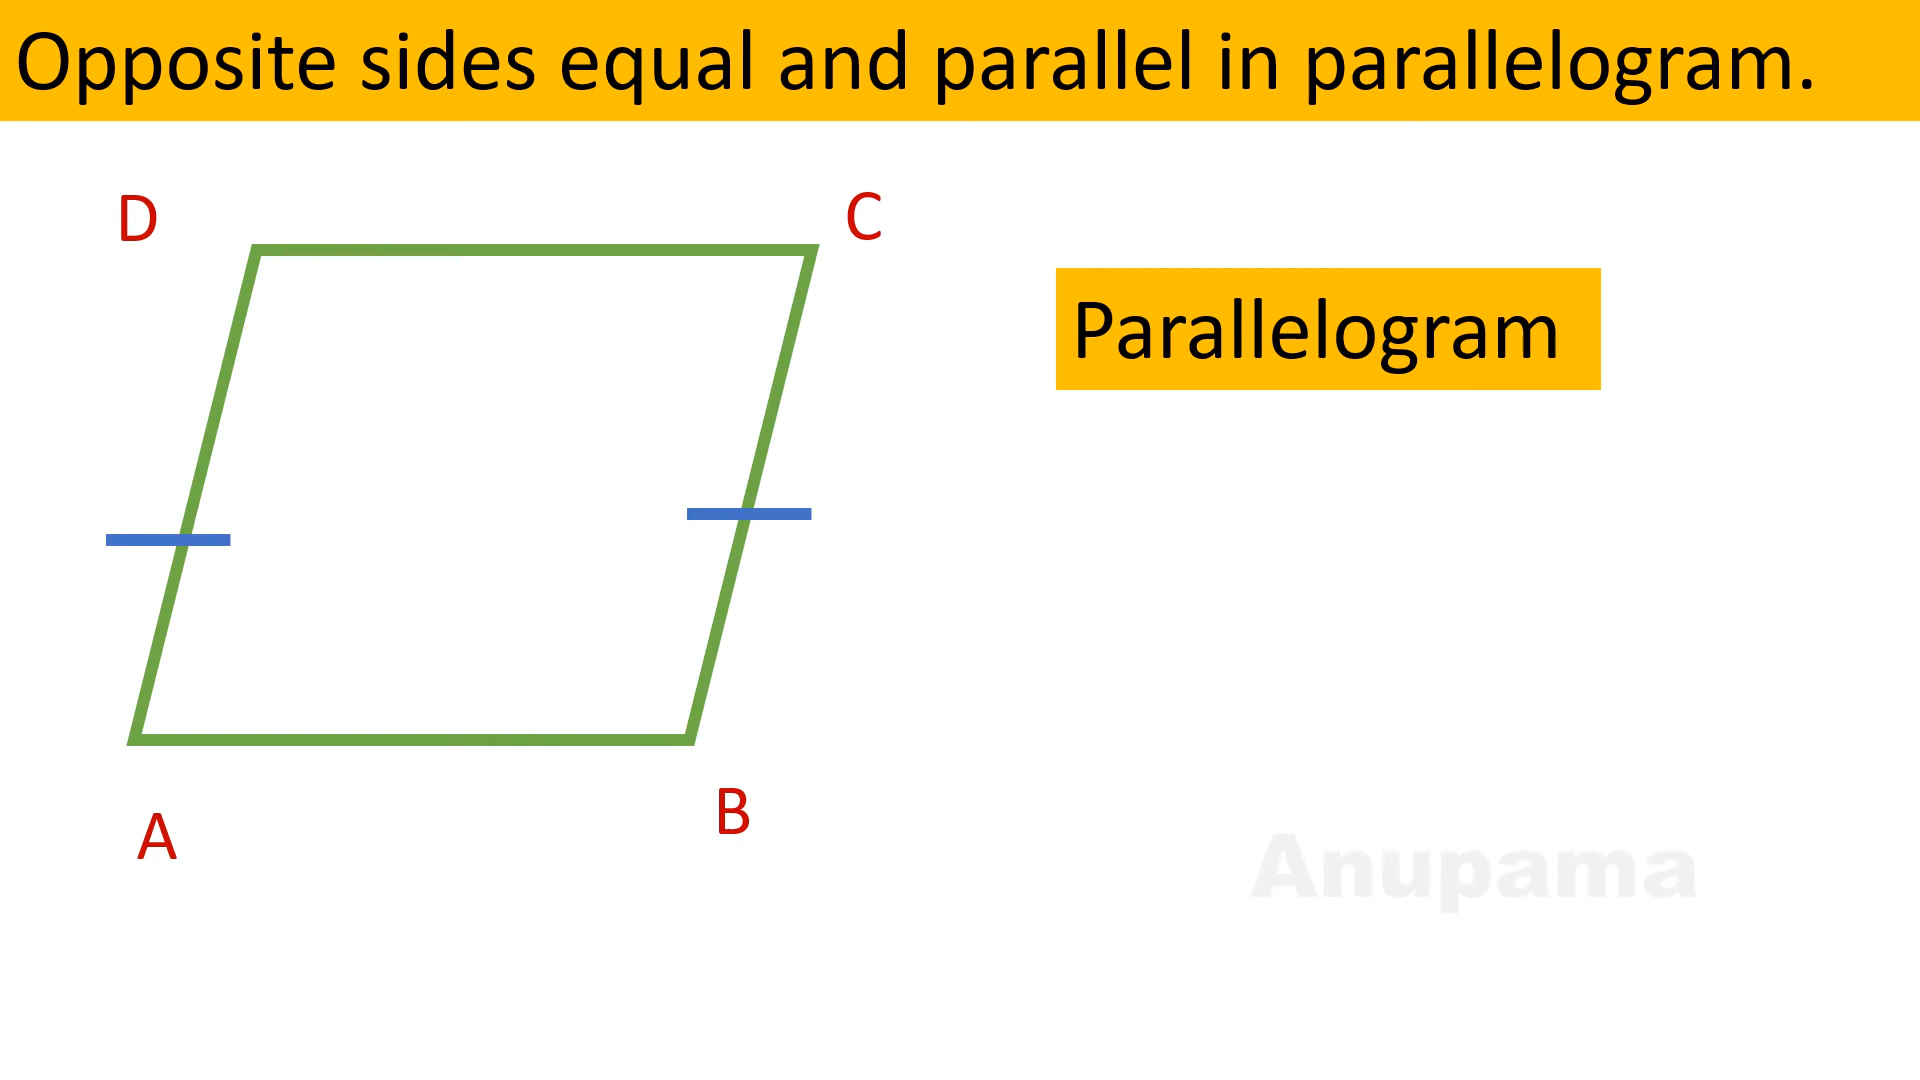 Opposite sides equal and parallel in parallelogram.
D
C
Parallelogram
A
B
Anupama